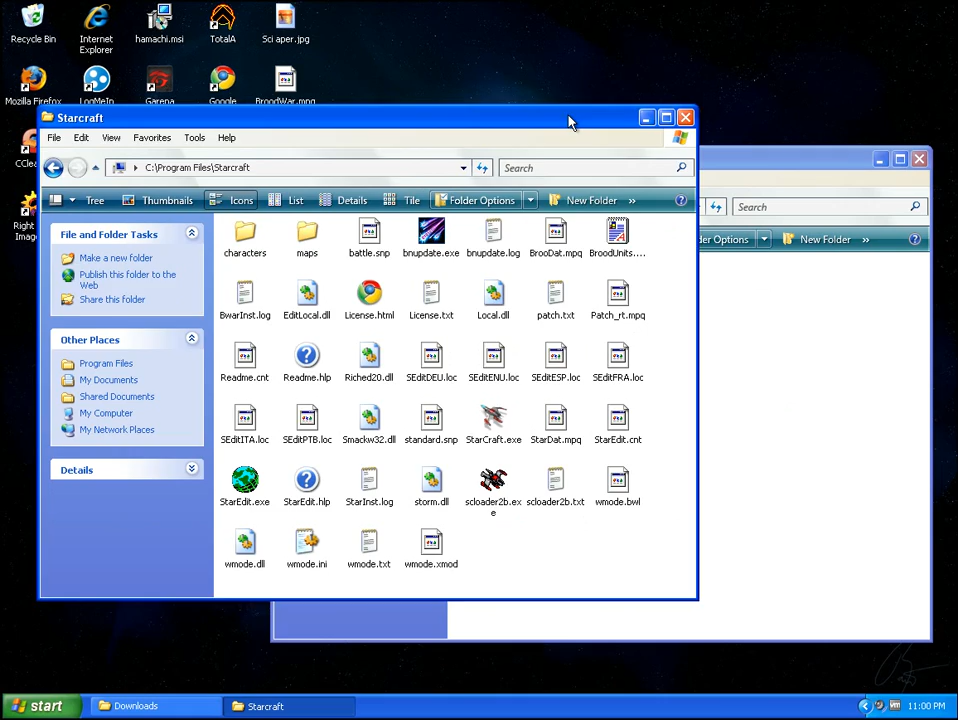 Recycle Bin
Internet
Explorer
hamachi.msi
TotalA
Sci aper.jpg
Mozilla Firefox
LogMeIn
Garena
Google
BroodWar.mpq
CClea
Right
Image
Starcraft
File Edit View Favorites Tools Help
C:\Program Files\Starcraft
Search
Search
Tree Thumbnails Icons List Details Tile Folder Options New Folder »
der Options New Folder »
File and Folder Tasks
Make a new folder
Publish this folder to the
Web
Share this folder
Other Places
Program Files
My Documents
Shared Documents
My Computer
My Network Places
Details
characters maps battle.snp bnupdate.exe bnupdate.log BrooDat.mpq BroodUnits....
BwarInst.log EditLocal.dll License.html License.txt Local.dll patch.txt Patch_rt.mpq
Readme.cnt Readme.hlp Riched20.dll SEditDEU.loc SEditENU.loc SEditESP.loc SEditFRA.loc
SEditITA.loc SEditPTB.loc Smackw32.dll standard.snp StarCraft.exe StarDat.mpq StarEdit.cnt
StarEdit.exe StarEdit.hlp StarInst.log storm.dll scloader2b.ex
e scloader2b.txt wmode.bwl
wmode.dll wmode.ini wmode.txt wmode.xmod
start Downloads Starcraft 11:00 PM